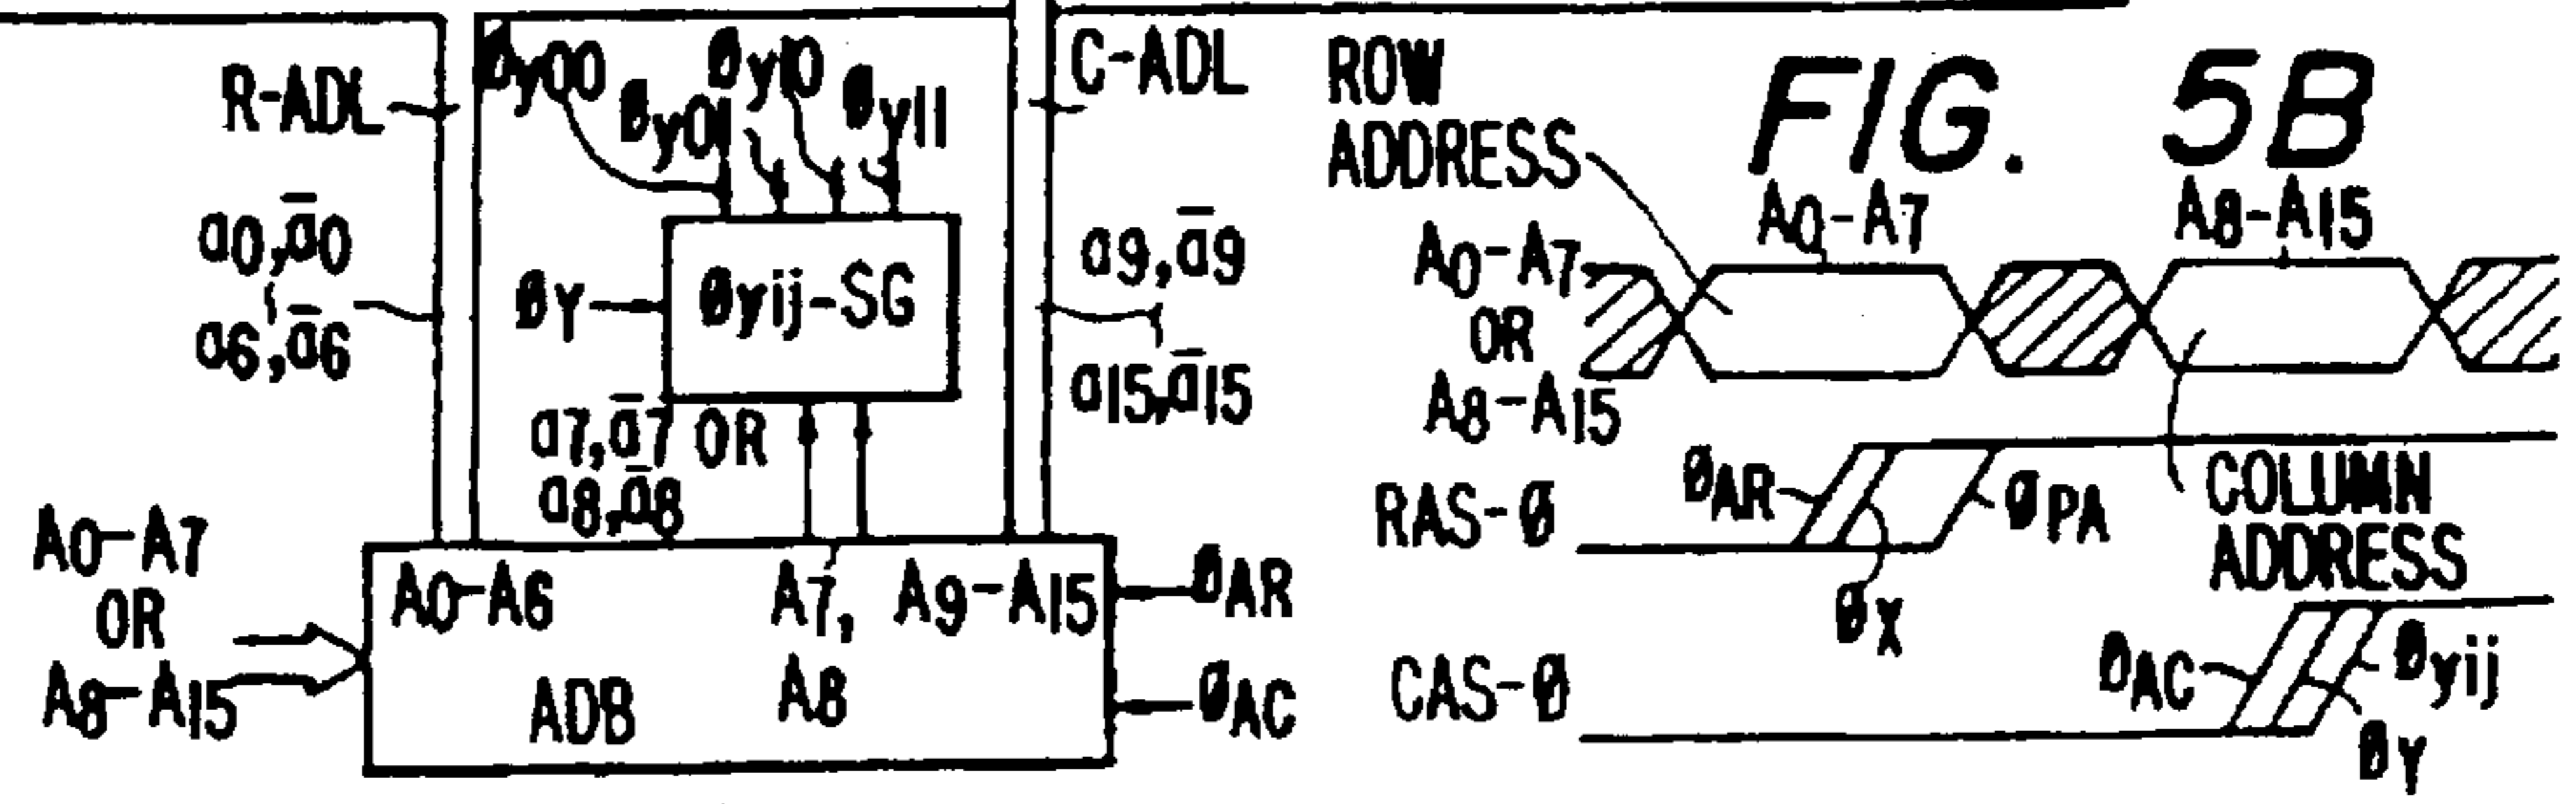 R-ADL
Øy00
Øy01
Øy10
Øy11
C-ADL
a0,ā0
a6,ā6
ØY
Øyij-SG
a9,ā9
a15,ā15
a7,ā7 OR
a8,ā8
A0-A7
OR
A8-A15
A0-A6
A7,
A8
A9-A15
ADB
ØAR
ØAC
FIG. 5B
ROW
ADDRESS
A0-A7
A8-A15
A0-A7
OR
A8-A15
RAS-Ø
ØAR
ØX
ØPA
COLUMN
ADDRESS
CAS-Ø
ØAC
Øyij
ØY